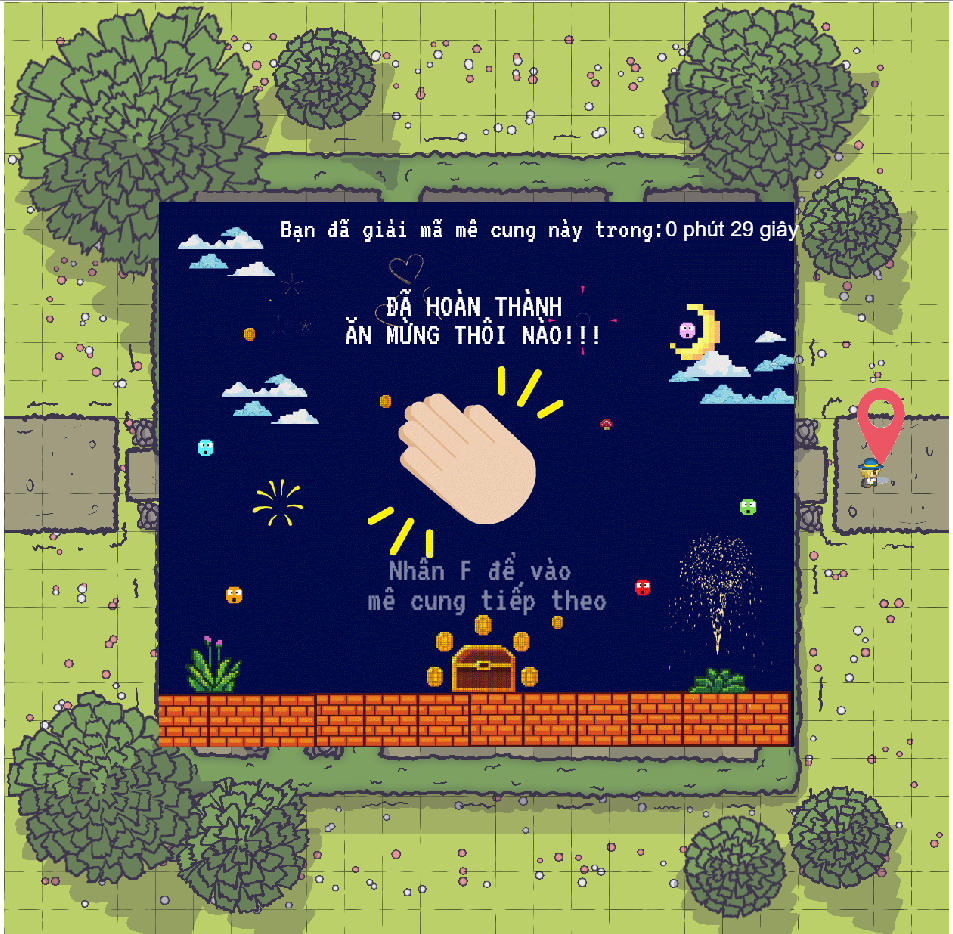 Bạn đã giải mã mê cung này trong:0 phút 29 giây
ĐÃ HOÀN THÀNH
ĂN MỪNG THÔI NÀO!!!
Nhấn F để vào
mê cung tiếp theo